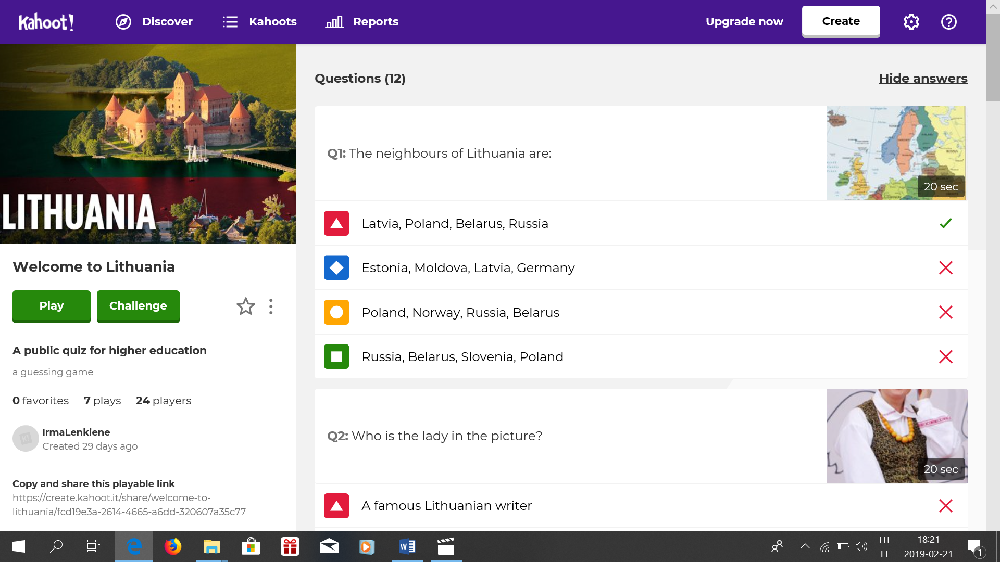 Kahoot!
Discover
Kahoots
Reports
Upgrade now
Create
LITHUANIA
Welcome to Lithuania
Play
Challenge
A public quiz for higher education
a guessing game
0 favorites 7 plays 24 players
K!
IrmaLenkiene
Created 29 days ago
Copy and share this playable link
https://create.kahoot.it/share/welcome-to-
lithuania/fcd19e3a-2614-4665-a6dd-320607a35c77
Questions (12)
Hide answers
Q1: The neighbours of Lithuania are:
20 sec
Latvia, Poland, Belarus, Russia
Estonia, Moldova, Latvia, Germany
Poland, Norway, Russia, Belarus
Russia, Belarus, Slovenia, Poland
Q2: Who is the lady in the picture?
20 sec
A famous Lithuanian writer
LIT
LT
18:21
2019-02-21
1